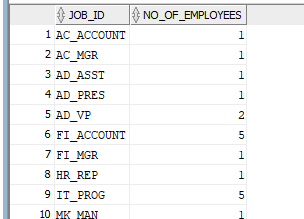 JOB_ID NO_OF_EMPLOYEES
1 AC_ACCOUNT 1
2 AC_MGR 1
3 AD_ASST 1
4 AD_PRES 1
5 AD_VP 2
6 FI_ACCOUNT 5
7 FI_MGR 1
8 HR_REP 1
9 IT_PROG 5
10 MK_MAN 1